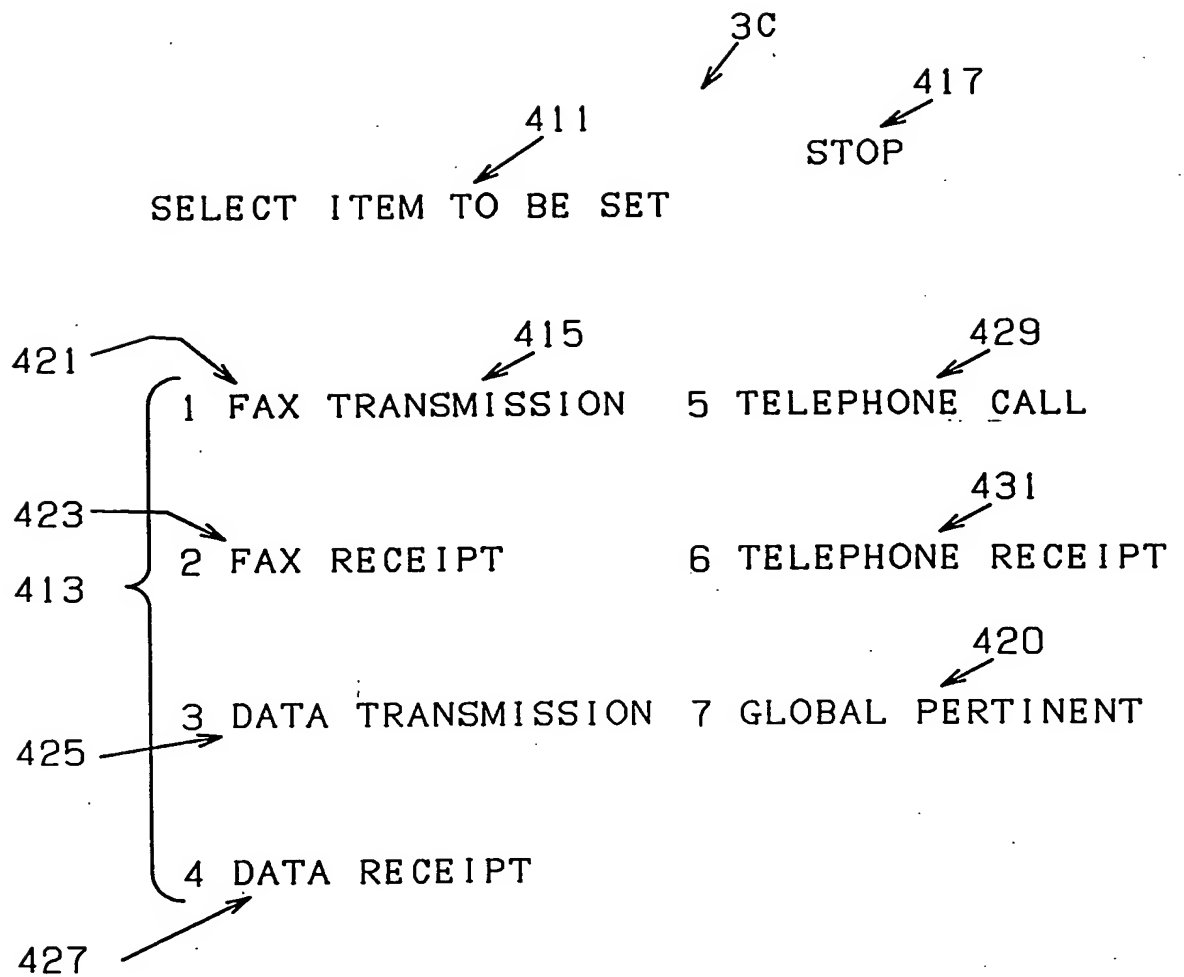 3C
417
411
STOP
SELECT ITEM TO BE SET
415
429
421
1 FAX TRANSMISSION 5 TELEPHONE CALL
431
423
2 FAX RECEIPT 6 TELEPHONE RECEIPT
413
420
3 DATA TRANSMISSION 7 GLOBAL PERTINENT
425
4 DATA RECEIPT
427